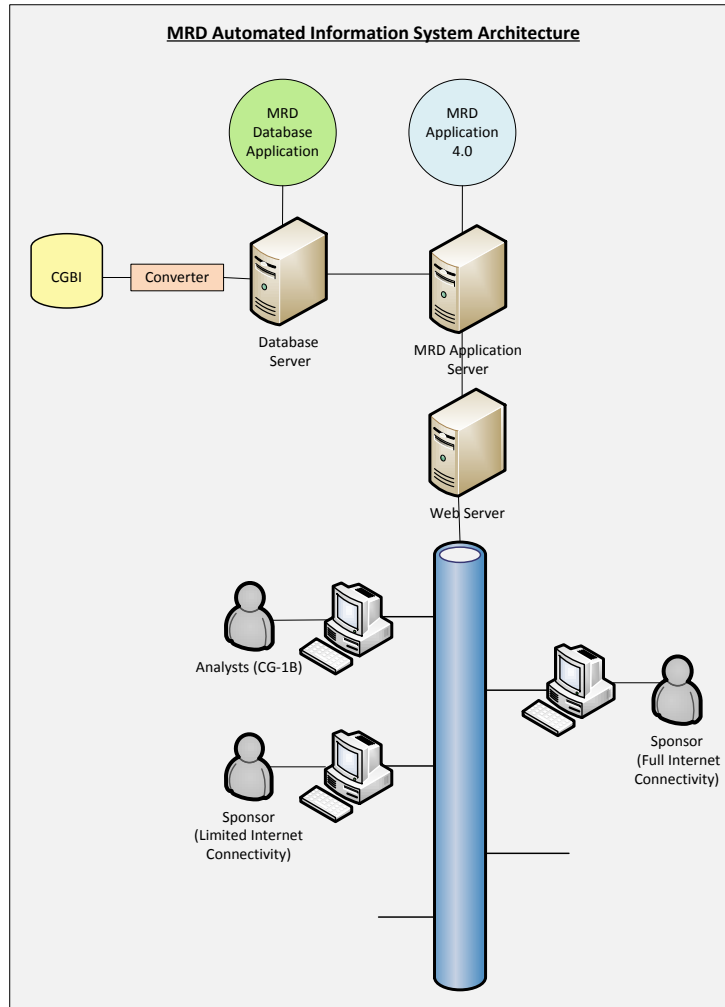 MRD Automated Information System Architecture
MRD
Database
Application
MRD
Application
4.0
CGBI
Converter
Database
Server
MRD Application
Server
Web Server
Analysts (CG-1B)
Sponsor
(Full Internet
Connectivity)
Sponsor
(Limited Internet
Connectivity)